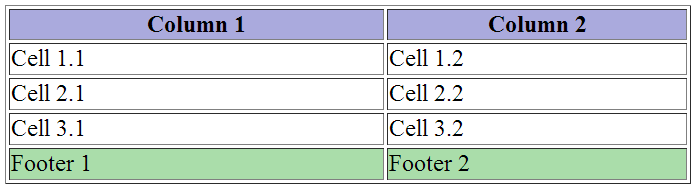 Column 1 Column 2
Cell 1.1 Cell 1.2
Cell 2.1 Cell 2.2
Cell 3.1 Cell 3.2
Footer 1 Footer 2